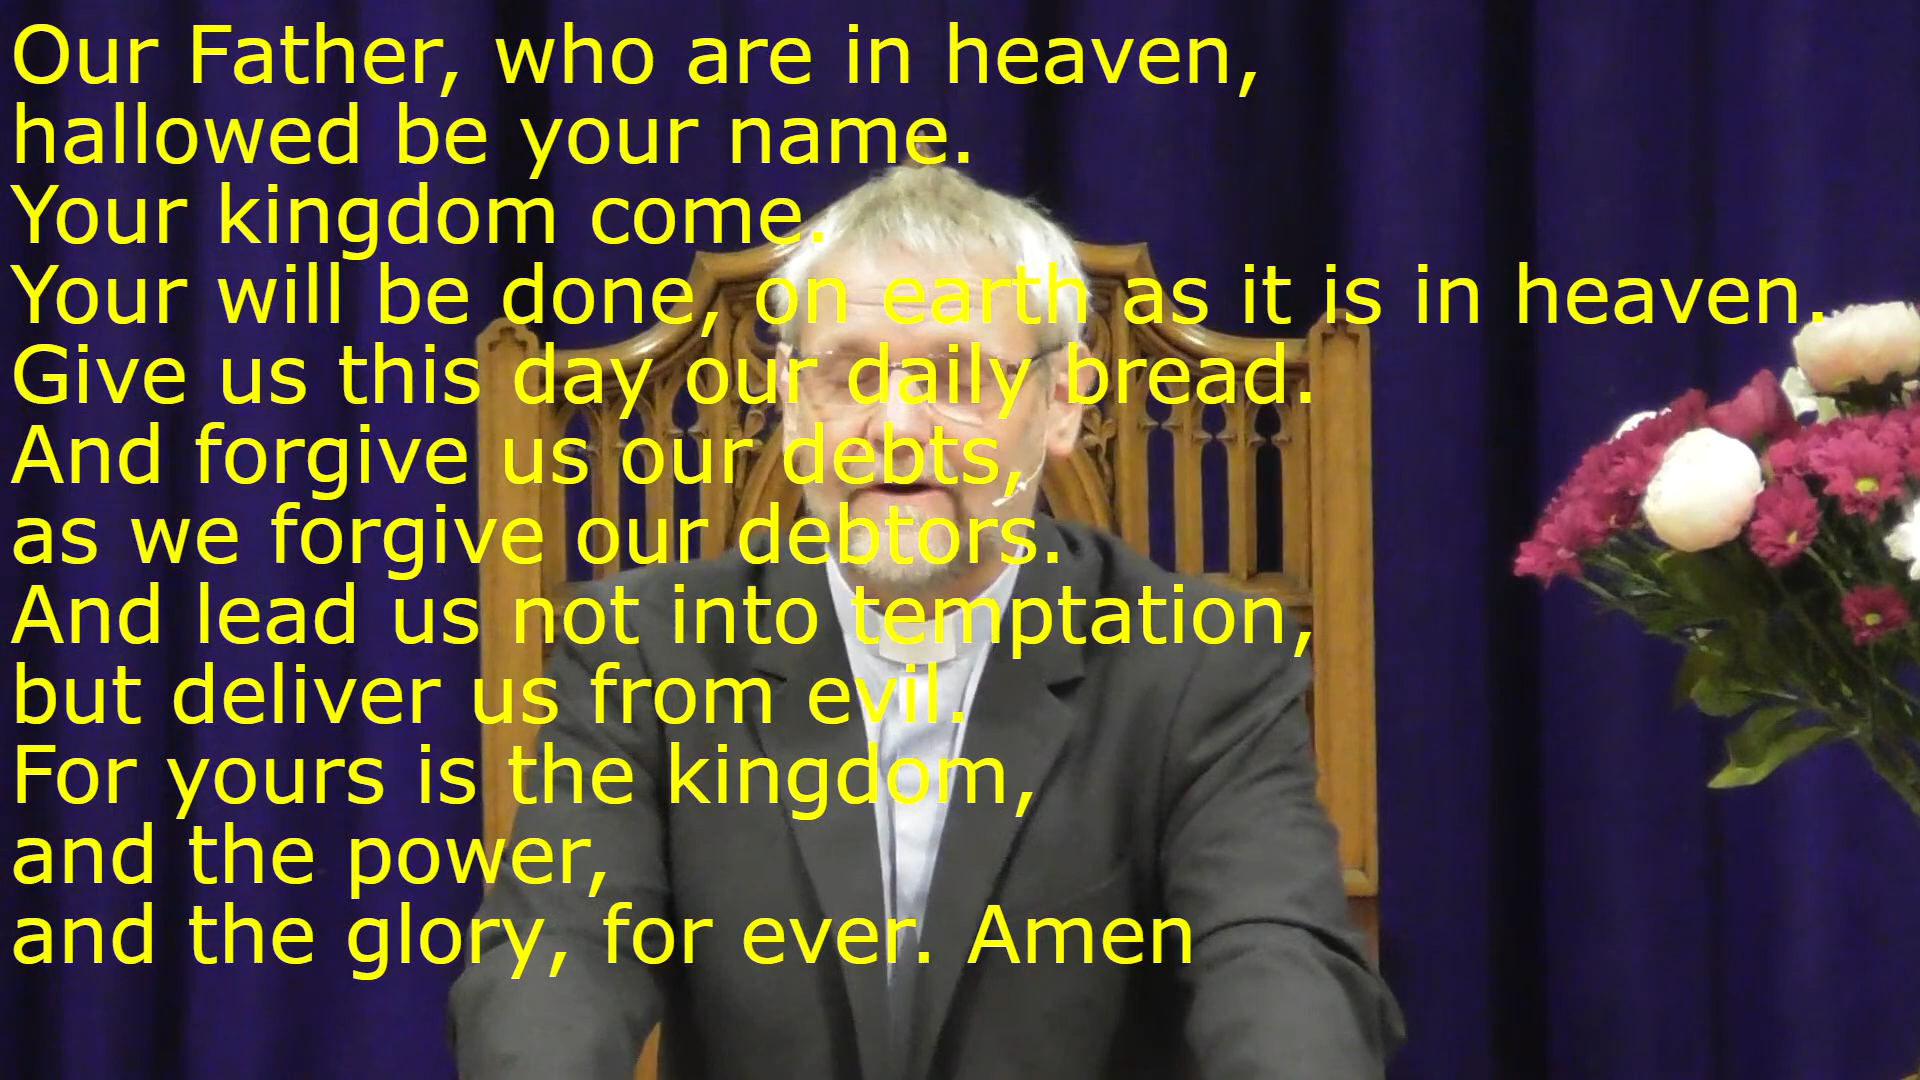 Our Father, who are in heaven,
hallowed be your name.
Your kingdom come.
Your will be done, on earth as it is in heaven.
Give us this day our daily bread.
And forgive us our debts,
as we forgive our debtors.
And lead us not into temptation,
but deliver us from evil.
For yours is the kingdom,
and the power,
and the glory, for ever. Amen